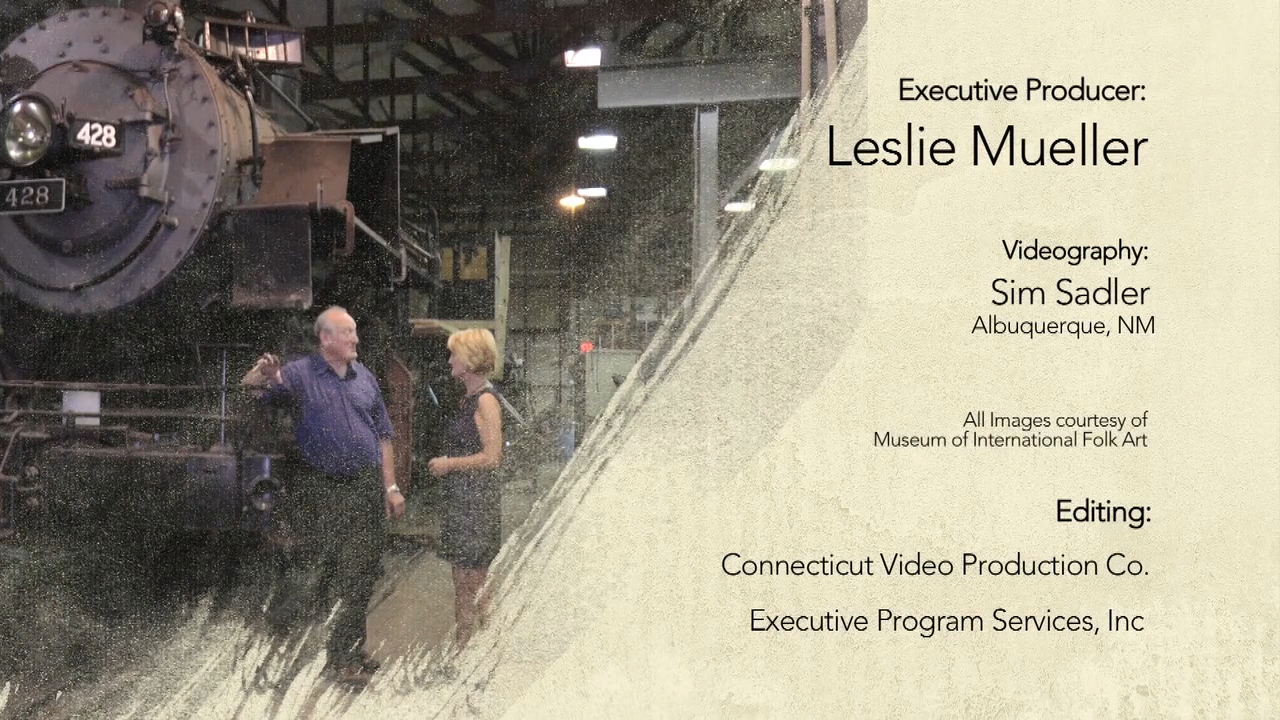 428
428
Executive Producer:
Leslie Mueller
Videography:
Sim Sadler
Albuquerque, NM
All Images courtesy of
Museum of International Folk Art
Editing:
Connecticut Video Production Co.
Executive Program Services, Inc